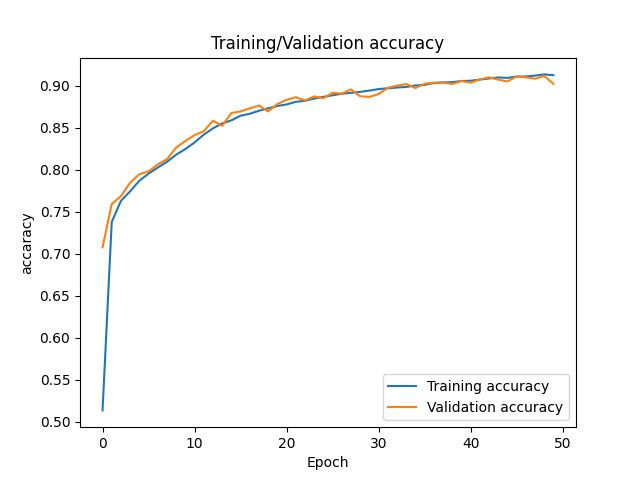 Training/Validation accuracy
accaracy
0.90
0.85
0.80
0.75
0.70
0.65
0.60
0.55
0.50
Training accuracy
Validation accuracy
0 10 20 30 40 50
Epoch